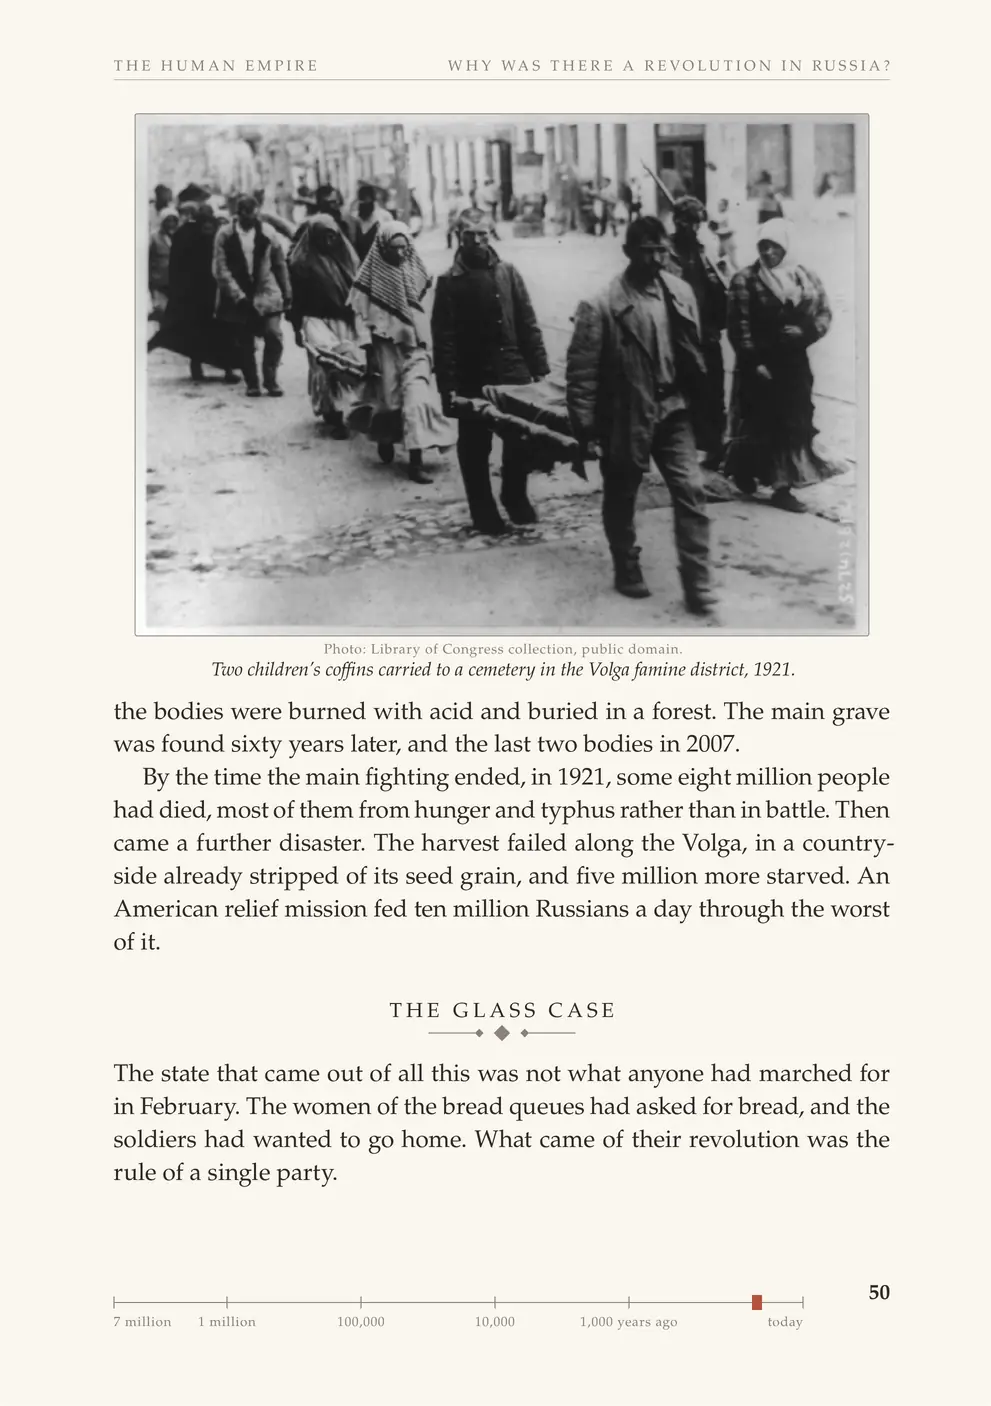 THE HUMAN EMPIRE
WHY WAS THERE A REVOLUTION IN RUSSIA?
Photo: Library of Congress collection, public domain.
Two children's coffins carried to a cemetery in the Volga famine district, 1921.
the bodies were burned with acid and buried in a forest. The main grave
was found sixty years later, and the last two bodies in 2007.
By the time the main fighting ended, in 1921, some eight million people
had died, most of them from hunger and typhus rather than in battle. Then
came a further disaster. The harvest failed along the Volga, in a country-
side already stripped of its seed grain, and five million more starved. An
American relief mission fed ten million Russians a day through the worst
of it.
THE GLASS CASE
The state that came out of all this was not what anyone had marched for
in February. The women of the bread queues had asked for bread, and the
soldiers had wanted to go home. What came of their revolution was the
rule of a single party.
50
7 million 1 million 100,000 10,000 1,000 years ago today